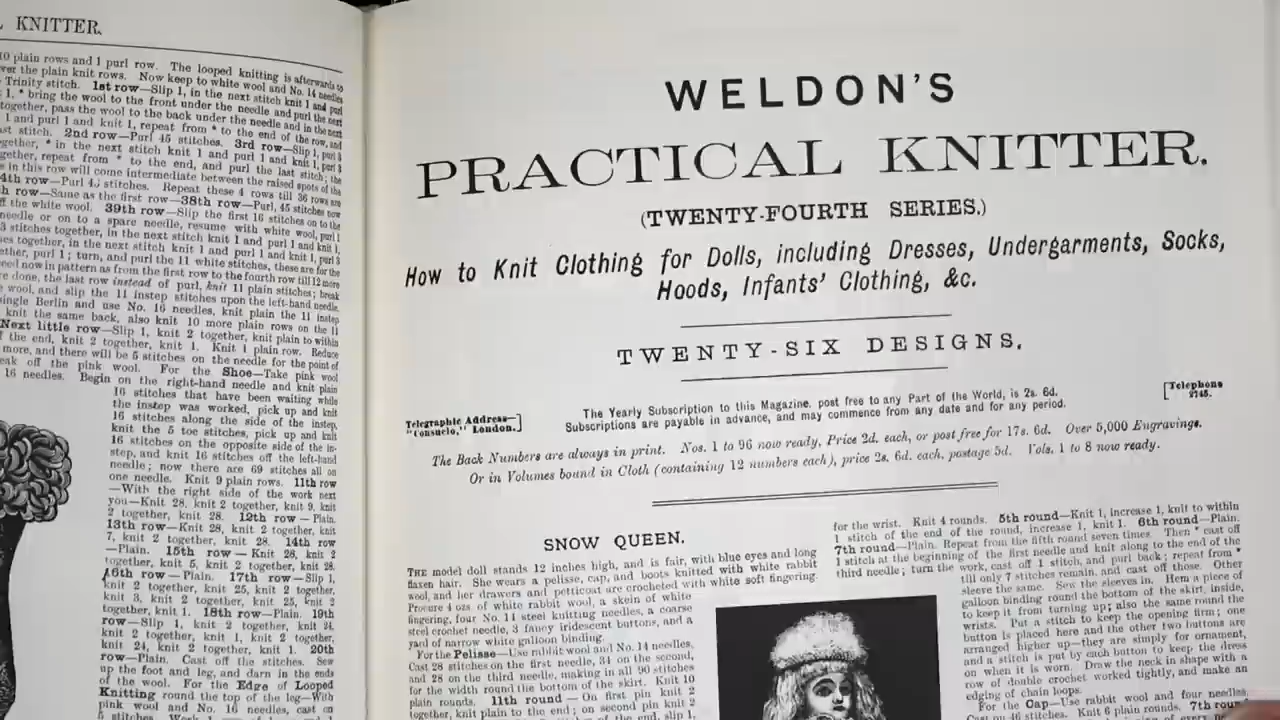 KNITTER.
10 plain rows and 1 purl row. The looped knitting is afterwards to
ver the plain knit rows. Now keep to white wool and No. 14 needles
Trinity stitch. 1st row—Slip 1, in the next stitch knit 1 and purl
1, * bring the wool to the front under the needle and purl the next
together, pass the wool to the back under the needle and in the next
1 and purl 1 and knit 1, repeat from * to the end of the row, and
st stitch. 2nd row—Purl 45 stitches. 3rd row—Slip 1, purl 3
gether, * in the next stitch knit 1 and purl 1 and knit 1, purl 3
gether, repeat from * to the end, and purl the last stitch; the
s in this row will come intermediate between the raised spots of the
4th row—Purl 45 stitches. Repeat these 4 rows till 36 rows are
h row—Same as the first row—38th row—Purl, 45 stitches now
ff the white wool. 39th row—Slip the first 16 stitches on to the
needle or on to a spare needle, resume with white wool, purl 1
3 stitches together, in the next stitch knit 1 and purl 1 and knit 1,
es together, in the next stitch knit 1 and purl 1 and knit 1, purl 3
ether, purl 1; turn, and purl the 11 white stitches, these are for the
eed now in pattern as from the first row to the fourth row till 12 more
e done, the last row instead of purl, knit 11 plain stitches; break
wool, and slip the 11 instep stitches upon the left-hand needle.
ingle Berlin and use No. 16 needles, knit plain the 11 instep
knit the same back, also knit 10 more plain rows on the 11
Next little row—Slip 1, knit 2 together, knit plain to within
f the end, knit 2 together, knit 1. Knit 1 plain row. Reduce
more, and there will be 5 stitches on the needle for the point of
eak off the pink wool. For the Shoe—Take pink wool
16 needles. Begin on the right-hand needle and knit plain
16 stitches that have been waiting while
the instep was worked, pick up and knit
16 stitches along the side of the instep,
knit the 5 toe stitches, pick up and knit
16 stitches on the opposite side of the in-
step, and knit 16 stitches off the left-hand
needle; now there are 69 stitches all on
one needle. Knit 9 plain rows. 11th row
—With the right side of the work next
you—Knit 28, knit 2 together, knit 9, knit
2 together, knit 28. 12th row—Plain.
13th row—Knit 28, knit 2 together, knit
7, knit 2 together, knit 28. 14th row
—Plain. 15th row—Knit 28, knit 2
together, knit 5, knit 2 together, knit 28.
16th row—Plain. 17th row—Slip 1,
knit 2 together, knit 25, knit 2 together,
knit 3, knit 2 together, knit 25, knit 2
together, knit 1. 18th row—Plain. 19th
row—Slip 1, knit 2 together, knit 24,
knit 2 together, knit 1, knit 2 together,
knit 24, knit 2 together, knit 1. 20th
row—Plain. Cast off the stitches. Sew
up the foot and leg, and darn in the ends
of the wool. For the Edge of Looped
Knitting round the top of the leg—With
pink wool and No. 16 needles, cast on
WELDON'S
PRACTICAL KNITTER.
(TWENTY-FOURTH SERIES.)
How to Knit Clothing for Dolls, including Dresses, Undergarments, Socks,
Hoods, Infants' Clothing, &c.
TWENTY-SIX DESIGNS.
Telegraphic Address—
"Consuelo," London.]
The Yearly Subscription to this Magazine, post free to any Part of the World, is 2s. 6d.
Subscriptions are payable in advance, and may commence from any date and for any period.
[Telephone
2745.
The Back Numbers are always in print. Nos. 1 to 96 now ready, Price 2d. each, or post free for 17s. 6d. Over 5,000 Engravings.
Or in Volumes bound in Cloth (containing 12 numbers each), price 2s. 6d. each, postage 5d. Vols. 1 to 8 now ready.
SNOW QUEEN.
THE model doll stands 12 inches high, and is fair, with blue eyes and long
flaxen hair. She wears a pelisse, cap, and boots knitted with white rabbit
wool, and her drawers and petticoat are crocheted with white soft fingering.
Procure 4 ozs. of white rabbit wool, a skein of white
fingering, four No. 14 steel knitting needles, a coarse
steel crochet needle, 3 fancy iridescent buttons, and a
yard of narrow white galloon binding.
For the Pelisse—Use rabbit wool and No. 14 needles.
Cast 28 stitches on the first needle, 34 on the second,
and 28 on the third needle, making in all 90 stitches
for the width round the bottom of the skirt. Knit 10
plain rounds. 11th round—On first pin knit 2
together, knit plain to the end; on second pin knit 2
for the wrist. Knit 4 rounds. 5th round—Knit 1, increase 1, knit to within
1 stitch of the end of the round, increase 1, knit 1. 6th round—Plain.
7th round—Plain. Repeat from the fifth round seven times. Then * cast off
1 stitch at the beginning of the first needle and knit along to the end of the
third needle; turn the work, cast off 1 stitch, and purl back; repeat from *
till only 7 stitches remain, and cast off those. Other
sleeve the same. Sew the sleeves in. Hem a piece of
galloon binding round the bottom of the skirt, inside,
to keep it from turning up; also the same round the
wrists. Put a stitch to keep the opening firm; one
button is placed here and the other two buttons are
arranged higher up—they are simply for ornament,
and a stitch is put by each button to keep the dress
on when it is worn. Draw the neck in shape with a
row of double crochet worked tightly, and make an
edging of chain loops.
For the Cap—Use rabbit wool and four needles.
Cast on 46 stitches. Knit 6 plain rounds. 7th round